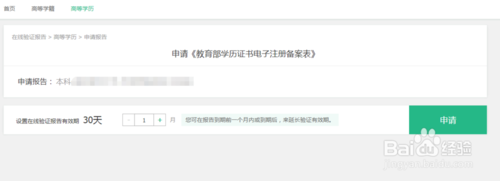 首页 高等学籍 高等学历
在线验证报告 > 高等学历 > 申请报告
申请《教育部学历证书电子注册备案表》
申请报告： 本科
设置在线验证报告有效期 30天 - 1 + 月 您可在报告到期前一个月内或到期后，来延长验证有效期。 申请
Baidu 经验
jingyan.baidu.com